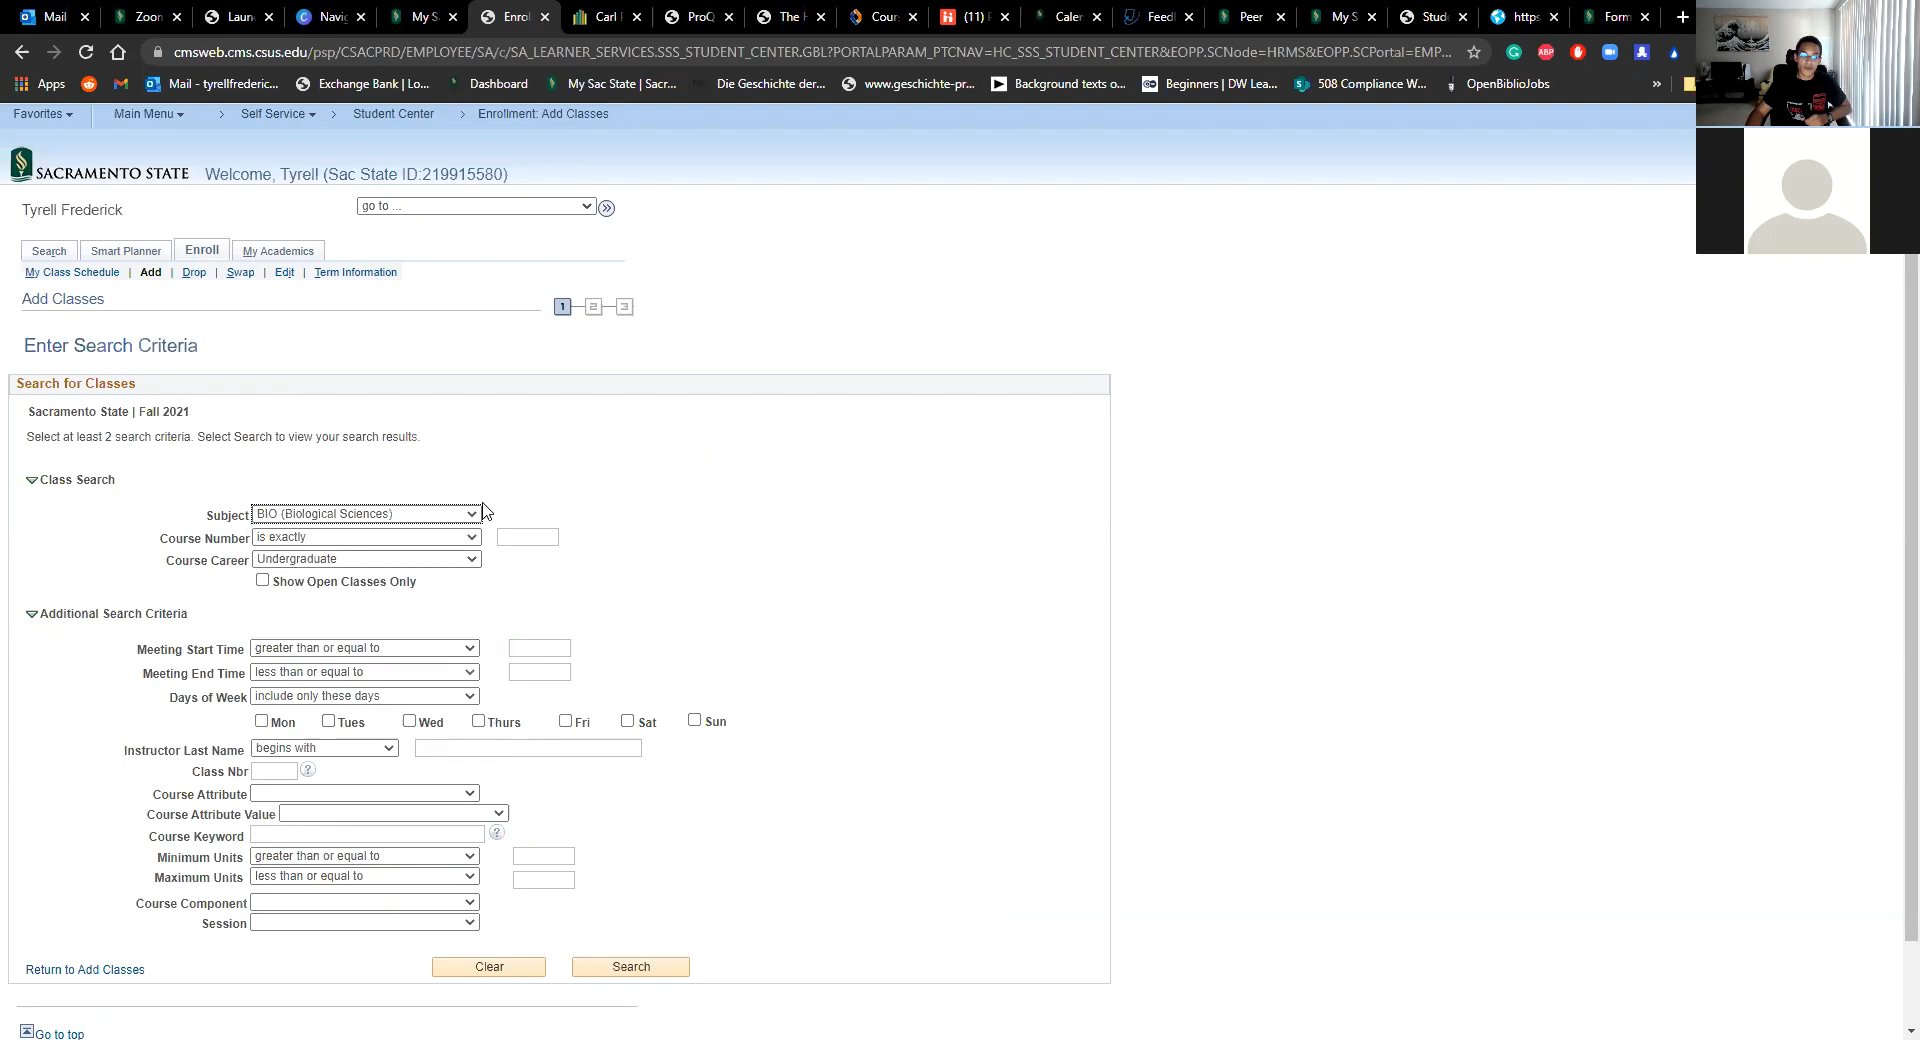 Mail Zoon Laun Navi My S Enrol Carl ProQ The H Cour (11) Caler Feedl Peer My S Stude https Form
cmsweb.cms.csus.edu/psp/CSACPRD/EMPLOYEE/SA/c/SA_LEARNER_SERVICES.SSS_STUDENT_CENTER.GBL?PORTALPARAM_PTCNAV=HC_SSS_STUDENT_CENTER&EOPP.SCNode=HRMS&EOPP.SCPortal=EMP...
Apps Mail - tyrellfrederic... Exchange Bank | Lo... Dashboard My Sac State | Sacr... Die Geschichte der... www.geschichte-pr... Background texts o... Beginners | DW Lea... 508 Compliance W... OpenBiblioJobs »
Favorites Main Menu > Self Service > Student Center > Enrollment: Add Classes
SACRAMENTO STATE Welcome, Tyrell (Sac State ID:219915580)
Tyrell Frederick go to ...
Search Smart Planner Enroll My Academics
My Class Schedule | Add | Drop | Swap | Edit | Term Information
Add Classes 1 2 3
Enter Search Criteria
Search for Classes
Sacramento State | Fall 2021
Select at least 2 search criteria. Select Search to view your search results.
Class Search
Subject BIO (Biological Sciences)
Course Number is exactly
Course Career Undergraduate
Show Open Classes Only
Additional Search Criteria
Meeting Start Time greater than or equal to
Meeting End Time less than or equal to
Days of Week include only these days
Mon Tues Wed Thurs Fri Sat Sun
Instructor Last Name begins with
Class Nbr ?
Course Attribute
Course Attribute Value
Course Keyword ?
Minimum Units greater than or equal to
Maximum Units less than or equal to
Course Component
Session
Return to Add Classes Clear Search
Go to top